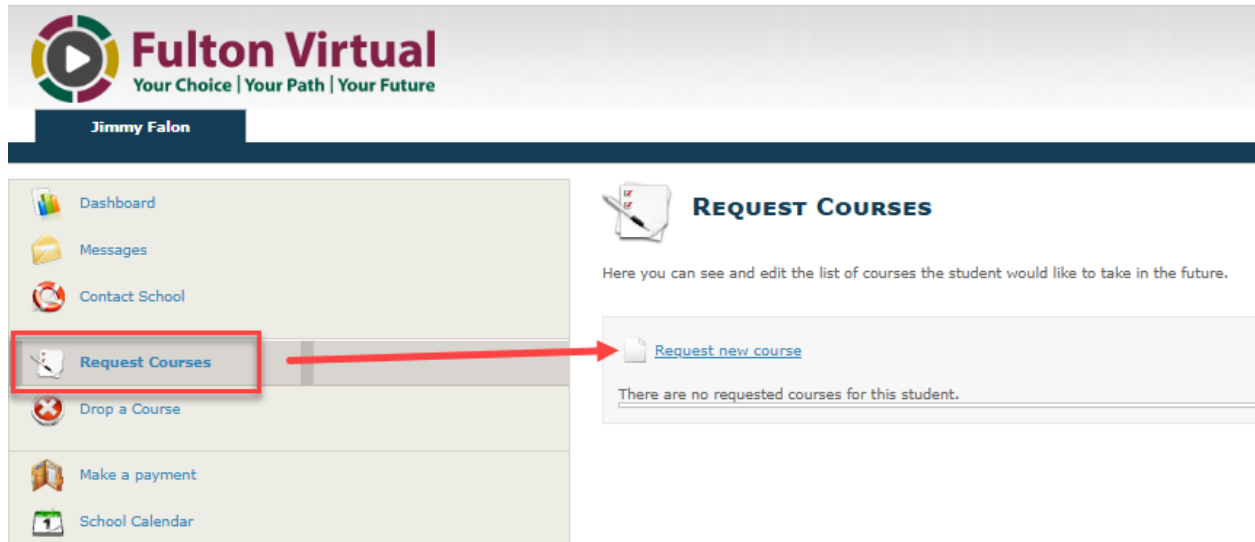 Fulton Virtual
Your Choice | Your Path | Your Future
Jimmy Falon
Dashboard
Messages
Contact School
Request Courses
Drop a Course
Make a payment
School Calendar
1
REQUEST COURSES
Here you can see and edit the list of courses the student would like to take in the future.
Request new course
There are no requested courses for this student.